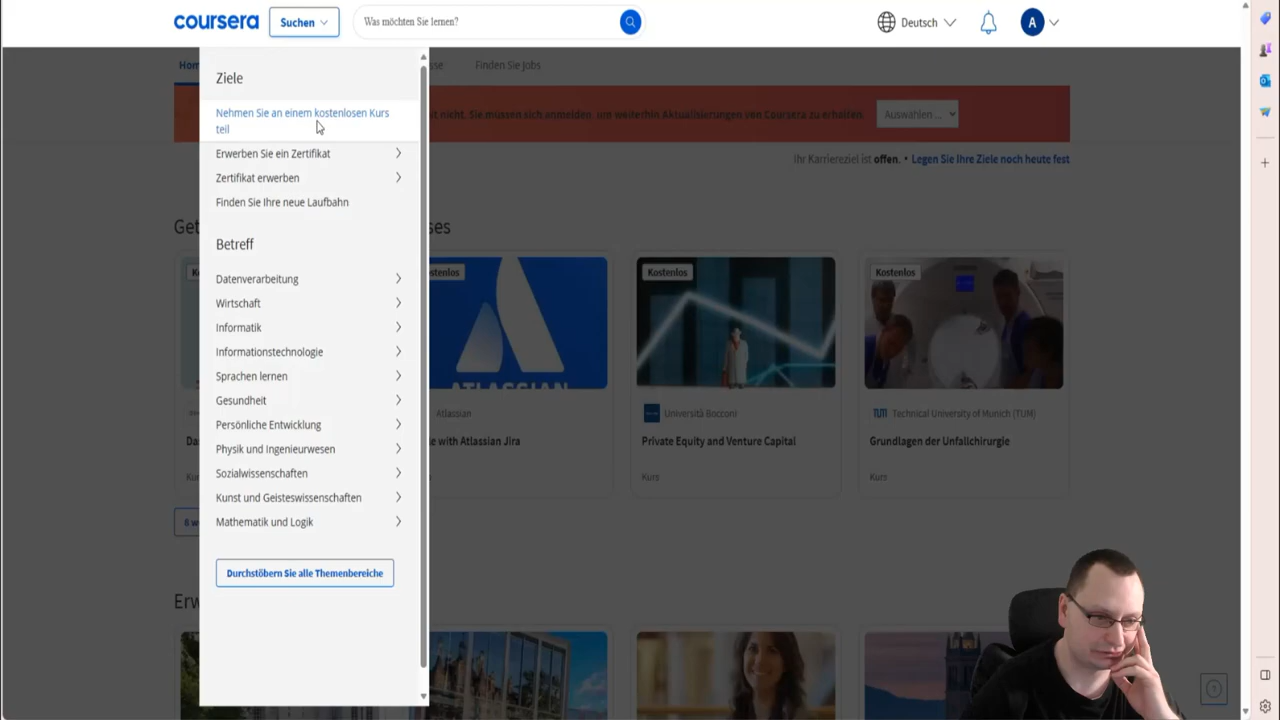 coursera
Suchen
Was möchten Sie lernen?
Deutsch
A
Ziele
Nehmen Sie an einem kostenlosen Kurs
teil
Erwerben Sie ein Zertifikat
Zertifikat erwerben
Finden Sie Ihre neue Laufbahn
Betreff
Datenverarbeitung
Wirtschaft
Informatik
Informationstechnologie
Sprachen lernen
Gesundheit
Persönliche Entwicklung
Physik und Ingenieurwesen
Sozialwissenschaften
Kunst und Geisteswissenschaften
Mathematik und Logik
Durchstöbern Sie alle Themenbereiche
Finden Sie Jobs
nicht. Sie müssen sich anmelden, um weiterhin Aktualisierungen von Coursera zu erhalten.
Auswählen ...
Ihr Karriereziel ist offen. • Legen Sie Ihre Ziele noch heute fest
Kostenlos
Kostenlos
ATLASSIAN
Atlassian
with Atlassian Jira
Università Bocconi
Private Equity and Venture Capital
Kurs
TUM Technical University of Munich (TUM)
Grundlagen der Unfallchirurgie
Kurs